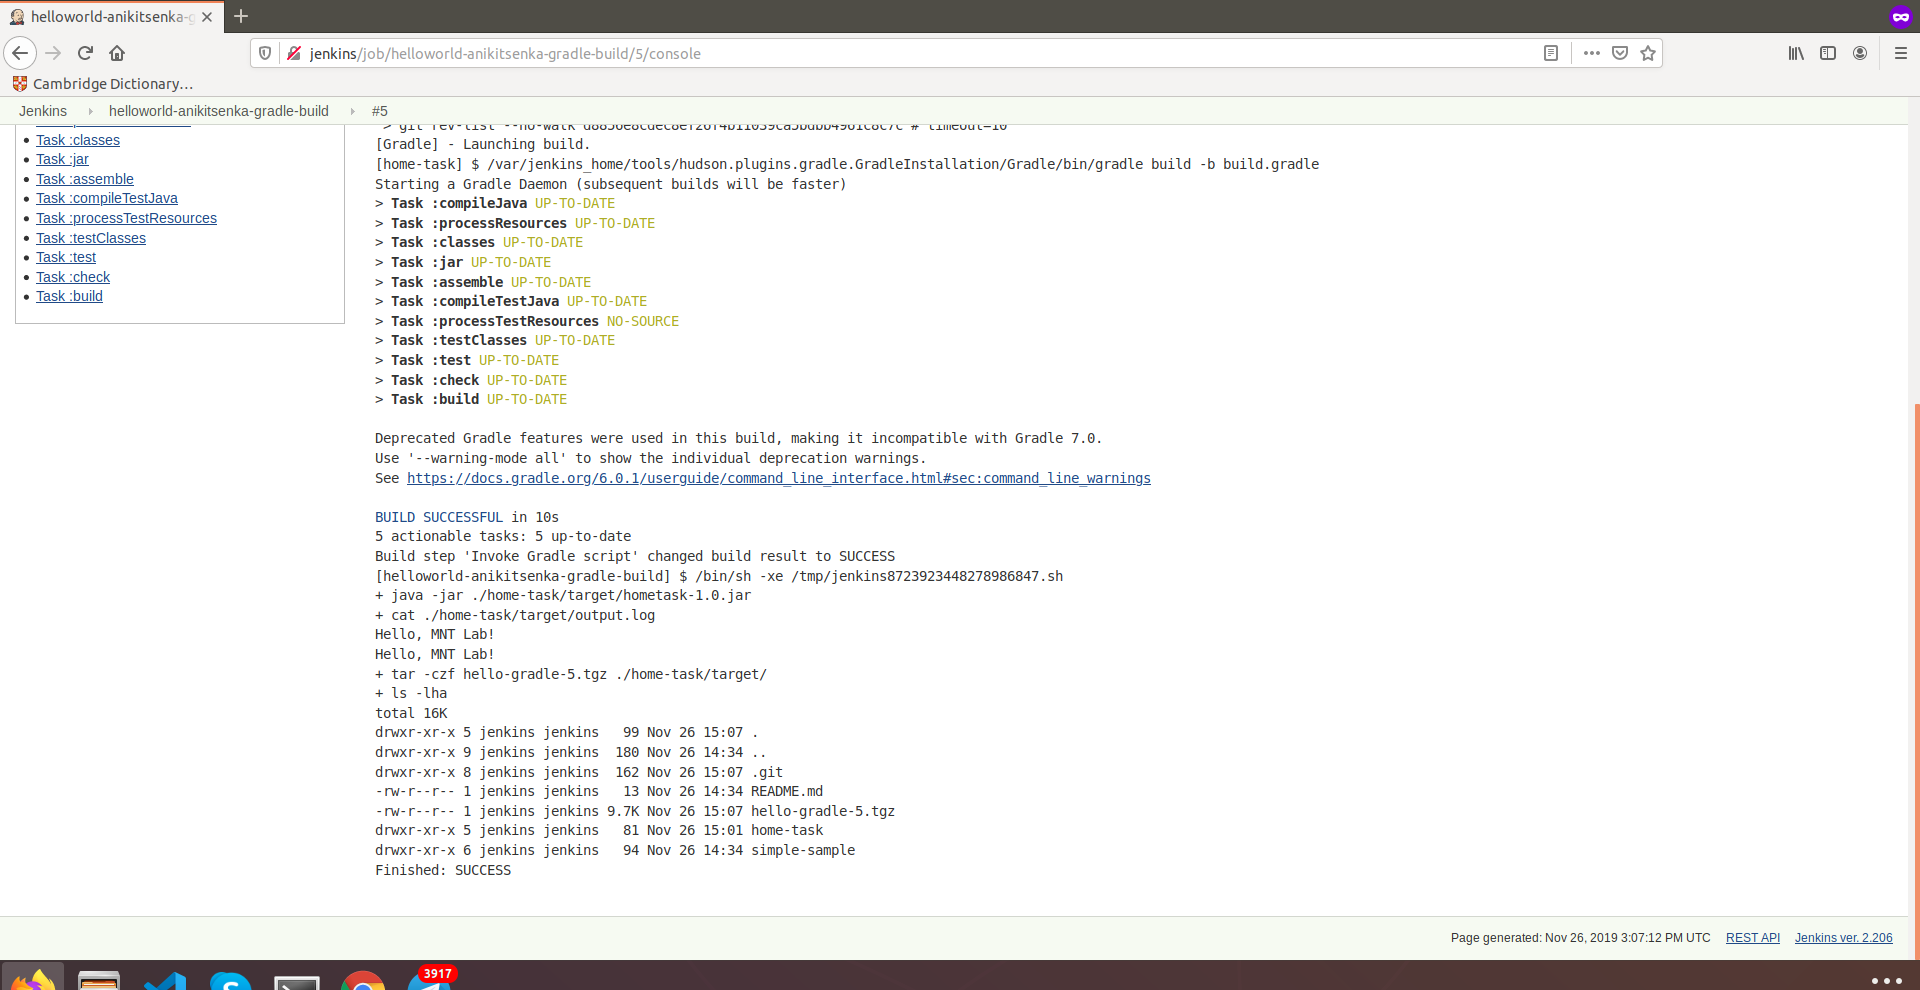 helloworld-anikitsenka-g
jenkins/job/helloworld-anikitsenka-gradle-build/5/console
Cambridge Dictionary…
Jenkins helloworld-anikitsenka-gradle-build #5
Task :classes
Task :jar
Task :assemble
Task :compileTestJava
Task :processTestResources
Task :testClasses
Task :test
Task :check
Task :build
> git rev-list --no-walk # timeout=10
[Gradle] - Launching build.
[home-task] $ /var/jenkins_home/tools/hudson.plugins.gradle.GradleInstallation/Gradle/bin/gradle build -b build.gradle
Starting a Gradle Daemon (subsequent builds will be faster)
> Task :compileJava UP-TO-DATE
> Task :processResources UP-TO-DATE
> Task :classes UP-TO-DATE
> Task :jar UP-TO-DATE
> Task :assemble UP-TO-DATE
> Task :compileTestJava UP-TO-DATE
> Task :processTestResources NO-SOURCE
> Task :testClasses UP-TO-DATE
> Task :test UP-TO-DATE
> Task :check UP-TO-DATE
> Task :build UP-TO-DATE
Deprecated Gradle features were used in this build, making it incompatible with Gradle 7.0.
Use '--warning-mode all' to show the individual deprecation warnings.
See https://docs.gradle.org/6.0.1/userguide/command_line_interface.html#sec:command_line_warnings
BUILD SUCCESSFUL in 10s
5 actionable tasks: 5 up-to-date
Build step 'Invoke Gradle script' changed build result to SUCCESS
[helloworld-anikitsenka-gradle-build] $ /bin/sh -xe /tmp/jenkins8723923448278986847.sh
+ java -jar ./home-task/target/hometask-1.0.jar
+ cat ./home-task/target/output.log
Hello, MNT Lab!
Hello, MNT Lab!
+ tar -czf hello-gradle-5.tgz ./home-task/target/
+ ls -lha
total 16K
drwxr-xr-x 5 jenkins jenkins   99 Nov 26 15:07 .
drwxr-xr-x 9 jenkins jenkins  180 Nov 26 14:34 ..
drwxr-xr-x 8 jenkins jenkins  162 Nov 26 15:07 .git
-rw-r--r-- 1 jenkins jenkins   13 Nov 26 14:34 README.md
-rw-r--r-- 1 jenkins jenkins 9.7K Nov 26 15:07 hello-gradle-5.tgz
drwxr-xr-x 5 jenkins jenkins   81 Nov 26 15:01 home-task
drwxr-xr-x 6 jenkins jenkins   94 Nov 26 14:34 simple-sample
Finished: SUCCESS
Page generated: Nov 26, 2019 3:07:12 PM UTC REST API Jenkins ver. 2.206
3917